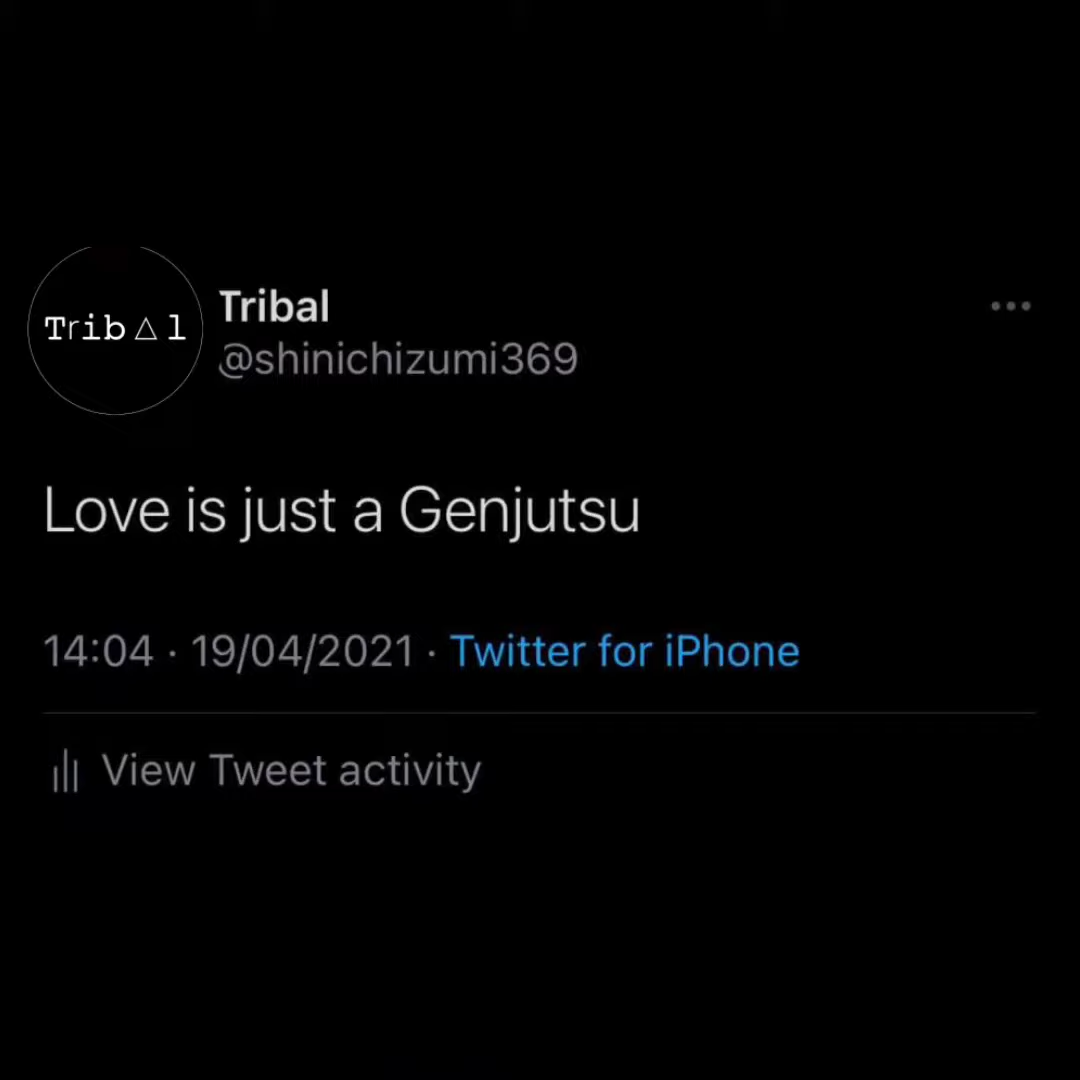 Trib△l
Tribal
@shinichizumi369
Love is just a Genjutsu
14:04 · 19/04/2021 · Twitter for iPhone
View Tweet activity